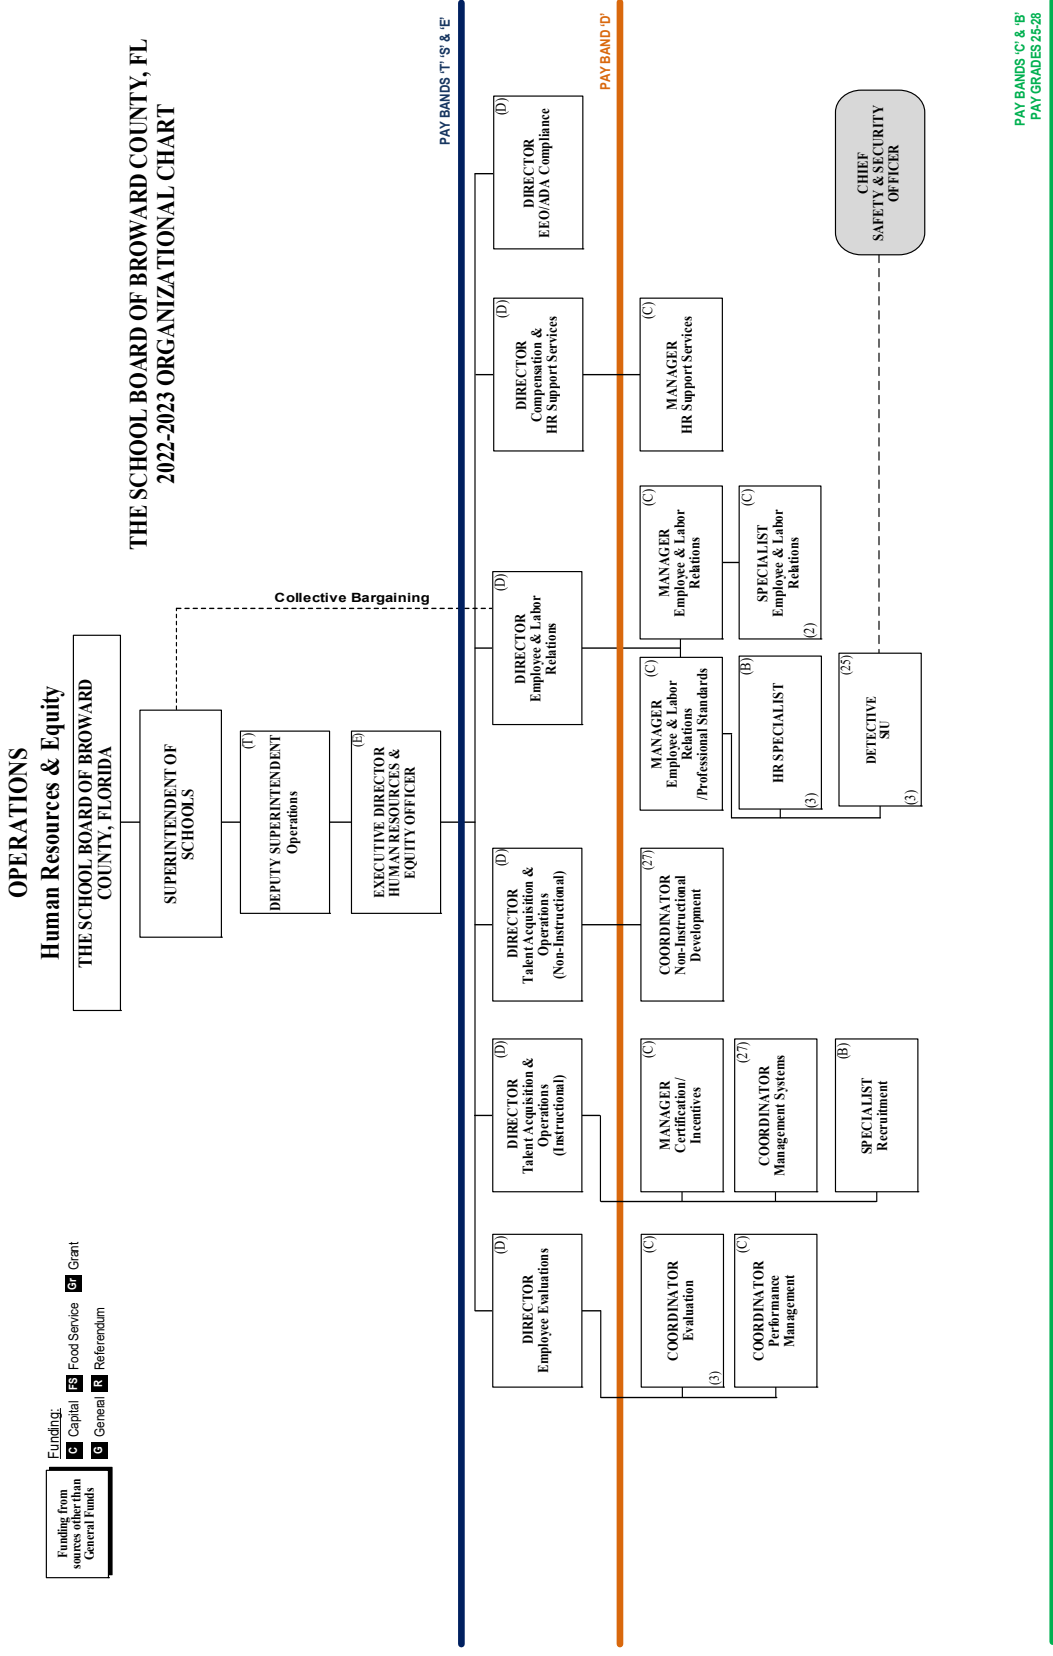 OPERATIONS
Human Resources & Equity
THE SCHOOL BOARD OF BROWARD COUNTY, FL
2022-2023 ORGANIZATIONAL CHART
Funding from
sources other than
General Funds
Funding:
C Capital FS Food Service Gr Grant
G General R Referendum
THE SCHOOL BOARD OF BROWARD
COUNTY, FLORIDA
SUPERINTENDENT OF
SCHOOLS
(T)
DEPUTY SUPERINTENDENT
Operations
(E)
EXECUTIVE DIRECTOR
HUMAN RESOURCES &
EQUITY OFFICER
Collective Bargaining
PAY BANDS 'T' 'S' & 'E'
(D)
DIRECTOR
Employee Evaluations
(D)
DIRECTOR
Talent Acquisition &
Operations
(Instructional)
(D)
DIRECTOR
Talent Acquisition &
Operations
(Non-Instructional)
(D)
DIRECTOR
Employee & Labor
Relations
(D)
DIRECTOR
Compensation &
HR Support Services
(D)
DIRECTOR
EEO/ADA Compliance
PAY BAND 'D'
(C)
COORDINATOR
Evaluation
(3)
(C)
COORDINATOR
Performance
Management
(C)
MANAGER
Certification/
Incentives
(27)
COORDINATOR
Management Systems
(B)
SPECIALIST
Recruitment
(27)
COORDINATOR
Non-Instructional
Development
(C)
MANAGER
Employee & Labor
Relations
/Professional Standards
(B)
HR SPECIALIST
(3)
(25)
DETECTIVE
SIU
(3)
(C)
MANAGER
Employee & Labor
Relations
(C)
SPECIALIST
Employee & Labor
Relations
(2)
(C)
MANAGER
HR Support Services
CHIEF
SAFETY & SECURITY
OFFICER
PAY BANDS 'C' & 'B'
PAY GRADES 25-28